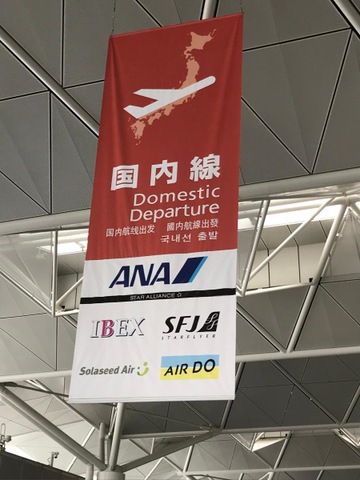 国内線
Domestic
Departure
国内航线出发 國內航線出發
국내선 출발
ANA
STAR ALLIANCE
IBEX SFJ
STARFLYER
Solaseed Air AIR DO